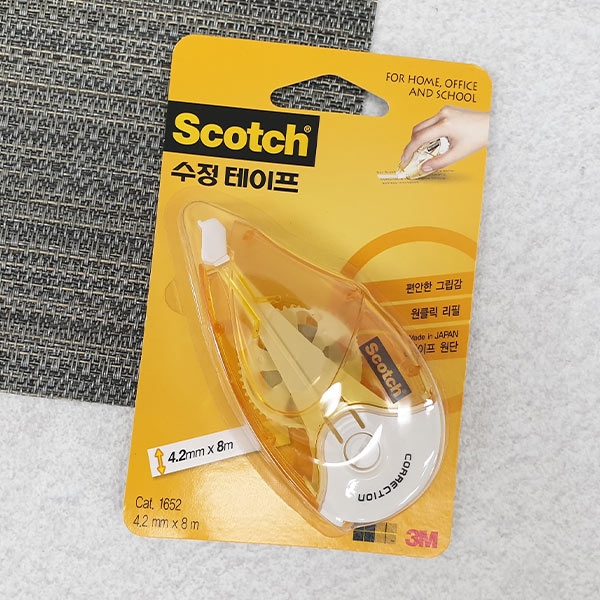 FOR HOME, OFFICE
AND SCHOOL
Scotch®
수정 테이프
편안한 그립감
원클릭 리필
Made in JAPAN
테이프 원단
Scotch
CORRECTION
4.2mm x 8m
Cat. 1652
4.2 mm x 8 m
3M